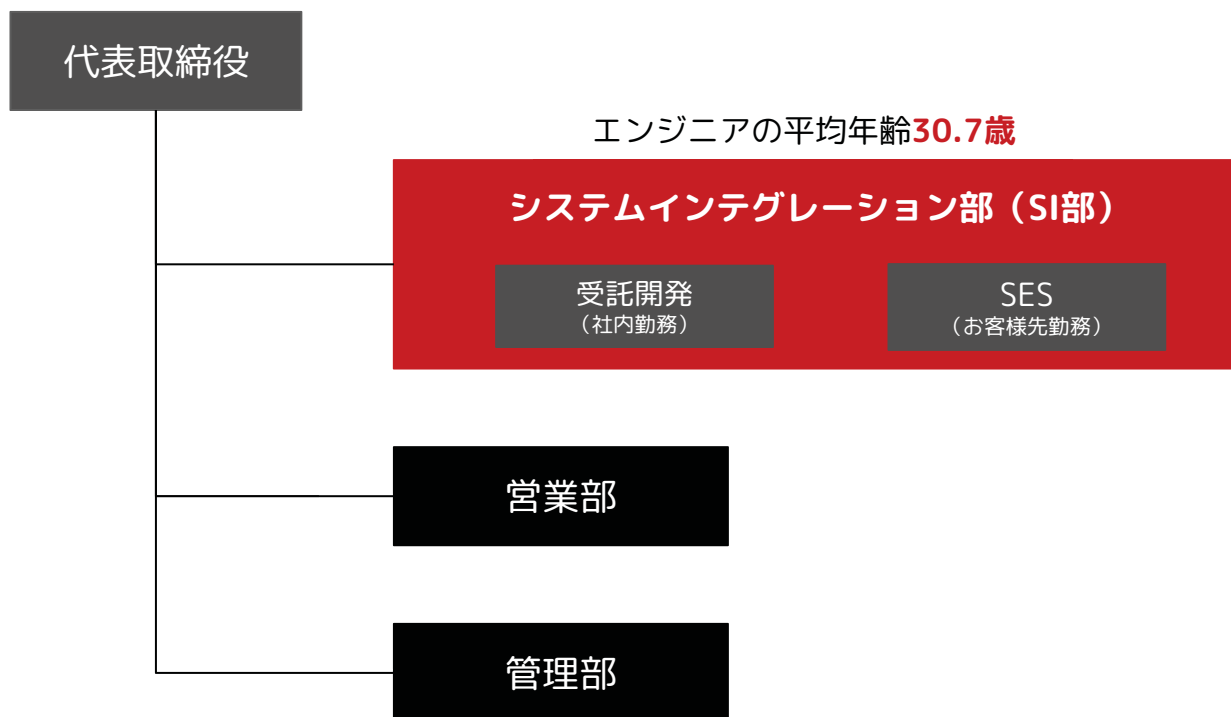 代表取締役
エンジニアの平均年齢30.7歳
システムインテグレーション部（SI部）
受託開発
（社内勤務）
SES
（お客様先勤務）
営業部
管理部